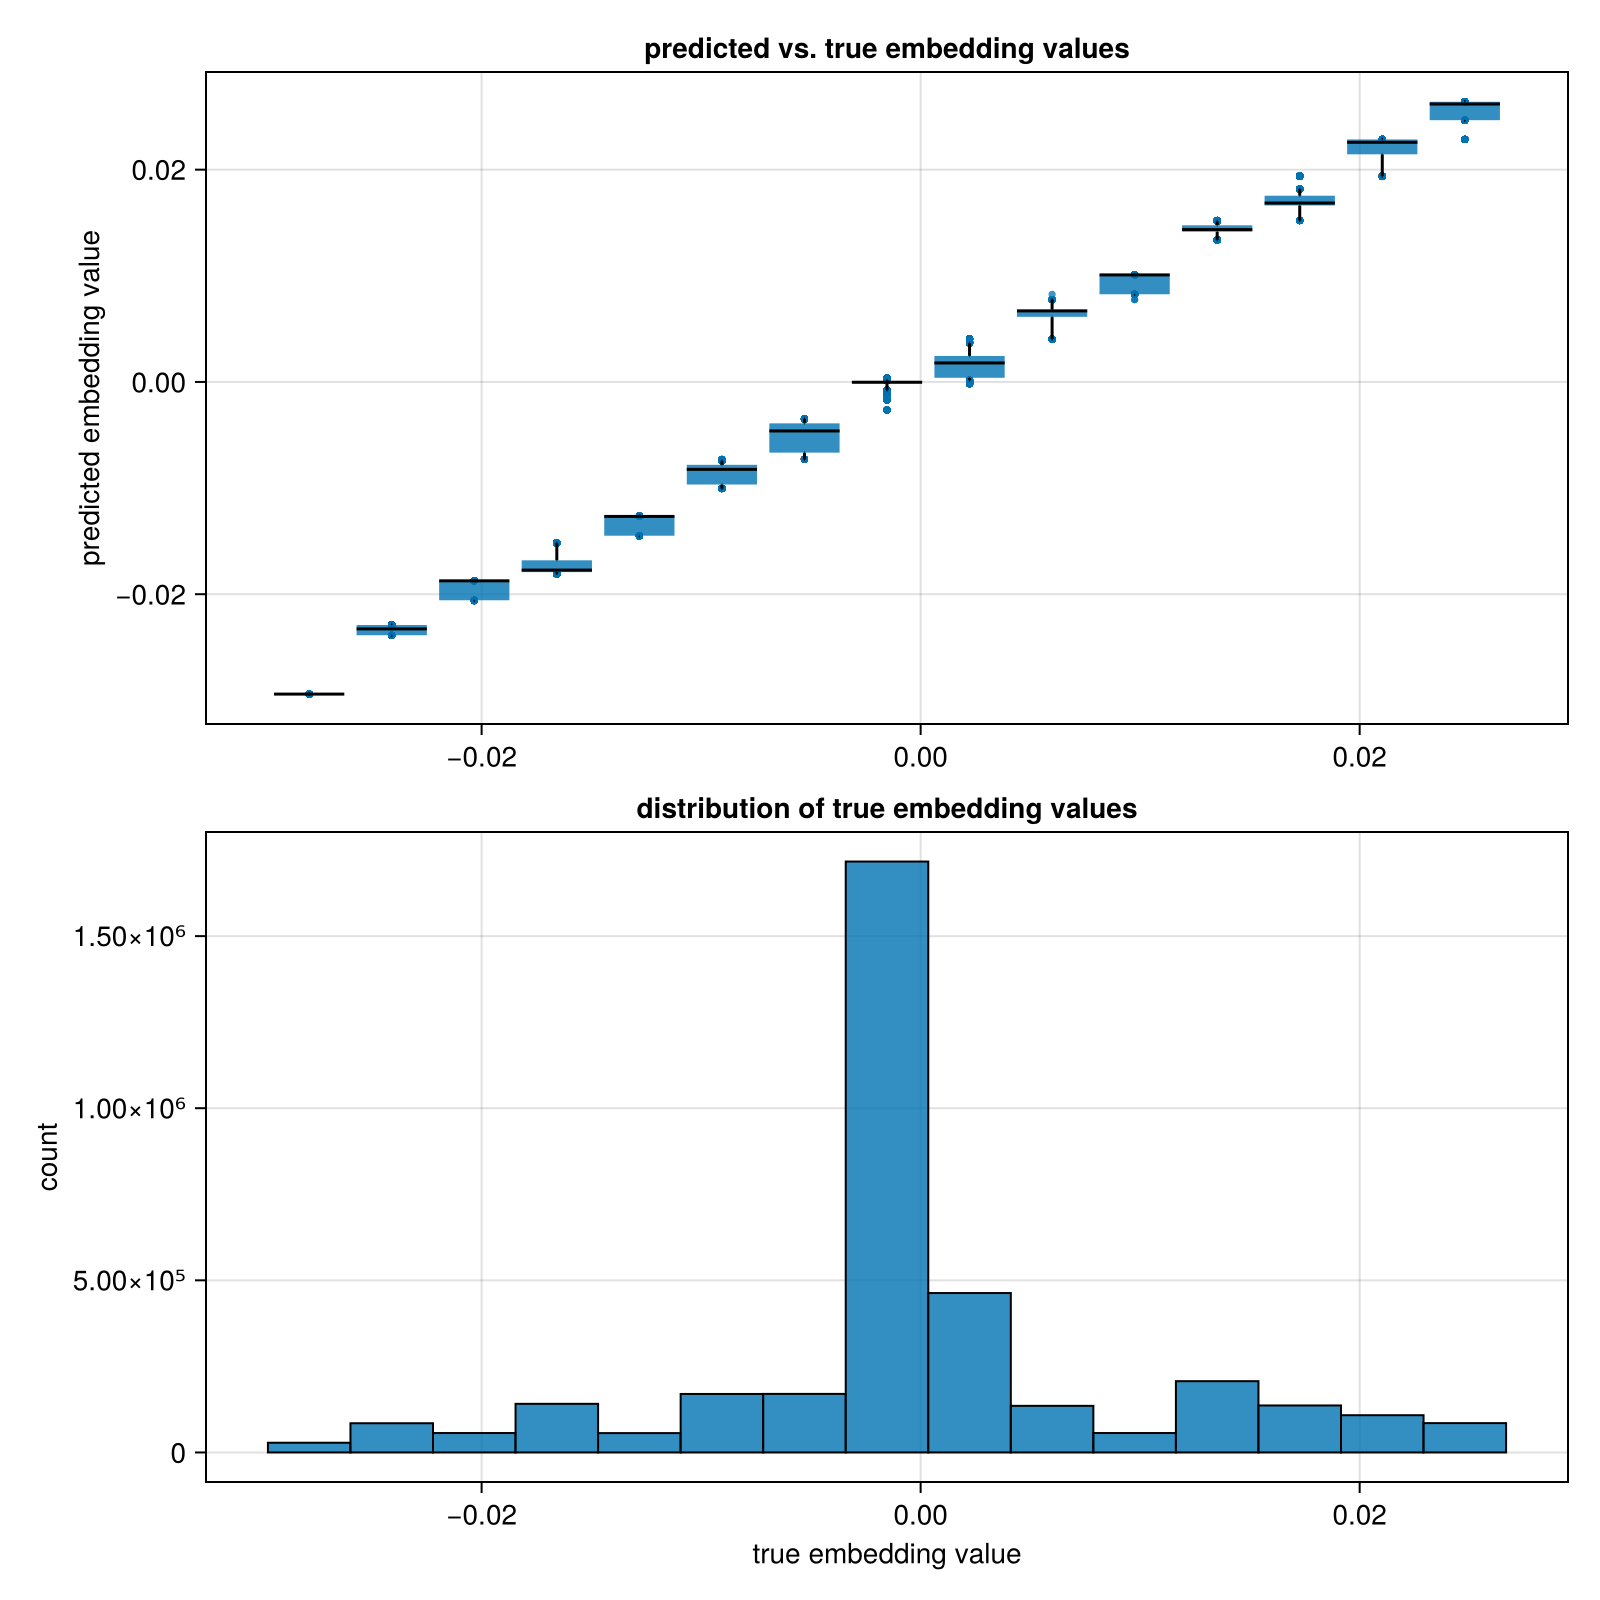 predicted vs. true embedding values
predicted embedding value
0.02
0.00
−0.02
−0.02
0.00
0.02
distribution of true embedding values
count
1.50×10⁶
1.00×10⁶
5.00×10⁵
0
−0.02
0.00
0.02
true embedding value